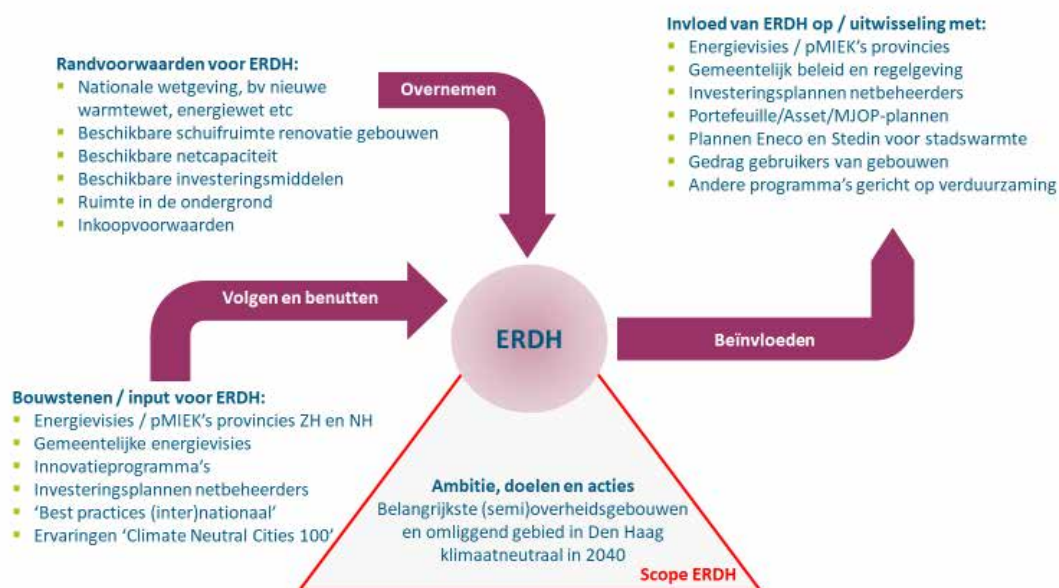 Randvoorwaarden voor ERDH:
Nationale wetgeving, bv nieuwe
warmtewet, energiewet etc
Beschikbare schuifruimte renovatie gebouwen
Beschikbare netcapaciteit
Beschikbare investeringsmiddelen
Ruimte in de ondergrond
Inkoopvoorwaarden
Overnemen
Invloed van ERDH op / uitwisseling met:
Energievisies / pMIEK's provincies
Gemeentelijk beleid en regelgeving
Investeringsplannen netbeheerders
Portefeuille/Asset/MJOP-plannen
Plannen Eneco en Stedin voor stadswarmte
Gedrag gebruikers van gebouwen
Andere programma's gericht op verduurzaming
Volgen en benutten
ERDH
Beïnvloeden
Bouwstenen / input voor ERDH:
Energievisies / pMIEK's provincies ZH en NH
Gemeentelijke energievisies
Innovatieprogramma's
Investeringsplannen netbeheerders
'Best practices (inter)nationaal'
Ervaringen 'Climate Neutral Cities 100'
Ambitie, doelen en acties
Belangrijkste (semi)overheidsgebouwen
en omliggend gebied in Den Haag
klimaatneutraal in 2040
Scope ERDH